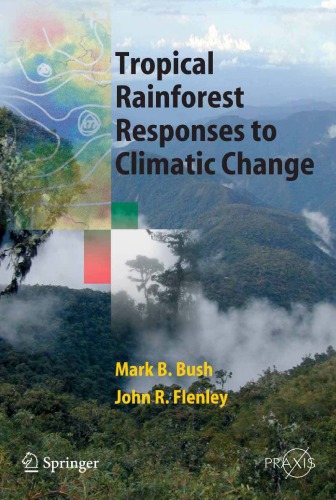 Tropical
Rainforest
Responses to
Climatic Change
Mark B. Bush
John R. Flenley
Springer
PRAXIS